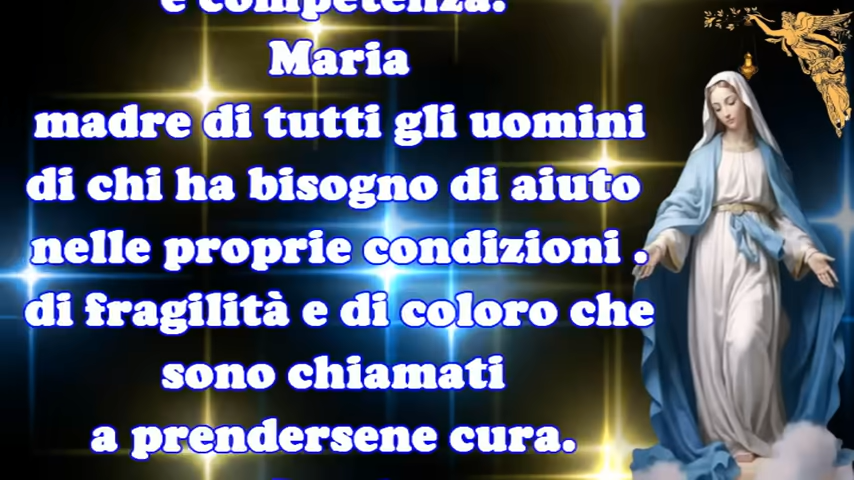 e competenza.
Maria
madre di tutti gli uomini
di chi ha bisogno di aiuto
nelle proprie condizioni .
di fragilità e di coloro che
sono chiamati
a prendersene cura.